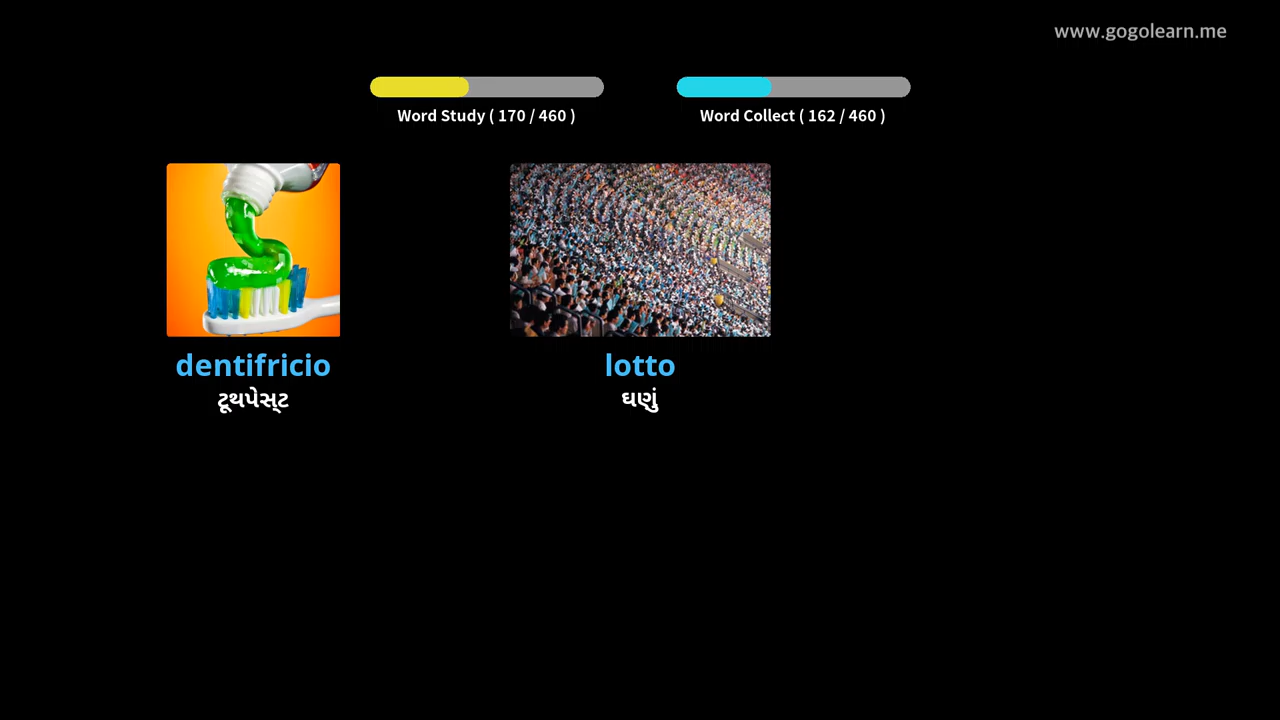 www.gogolearn.me
Word Study ( 170 / 460 )
Word Collect ( 162 / 460 )
dentifricio
ટૂથપેસ્ટ
lotto
ઘણું